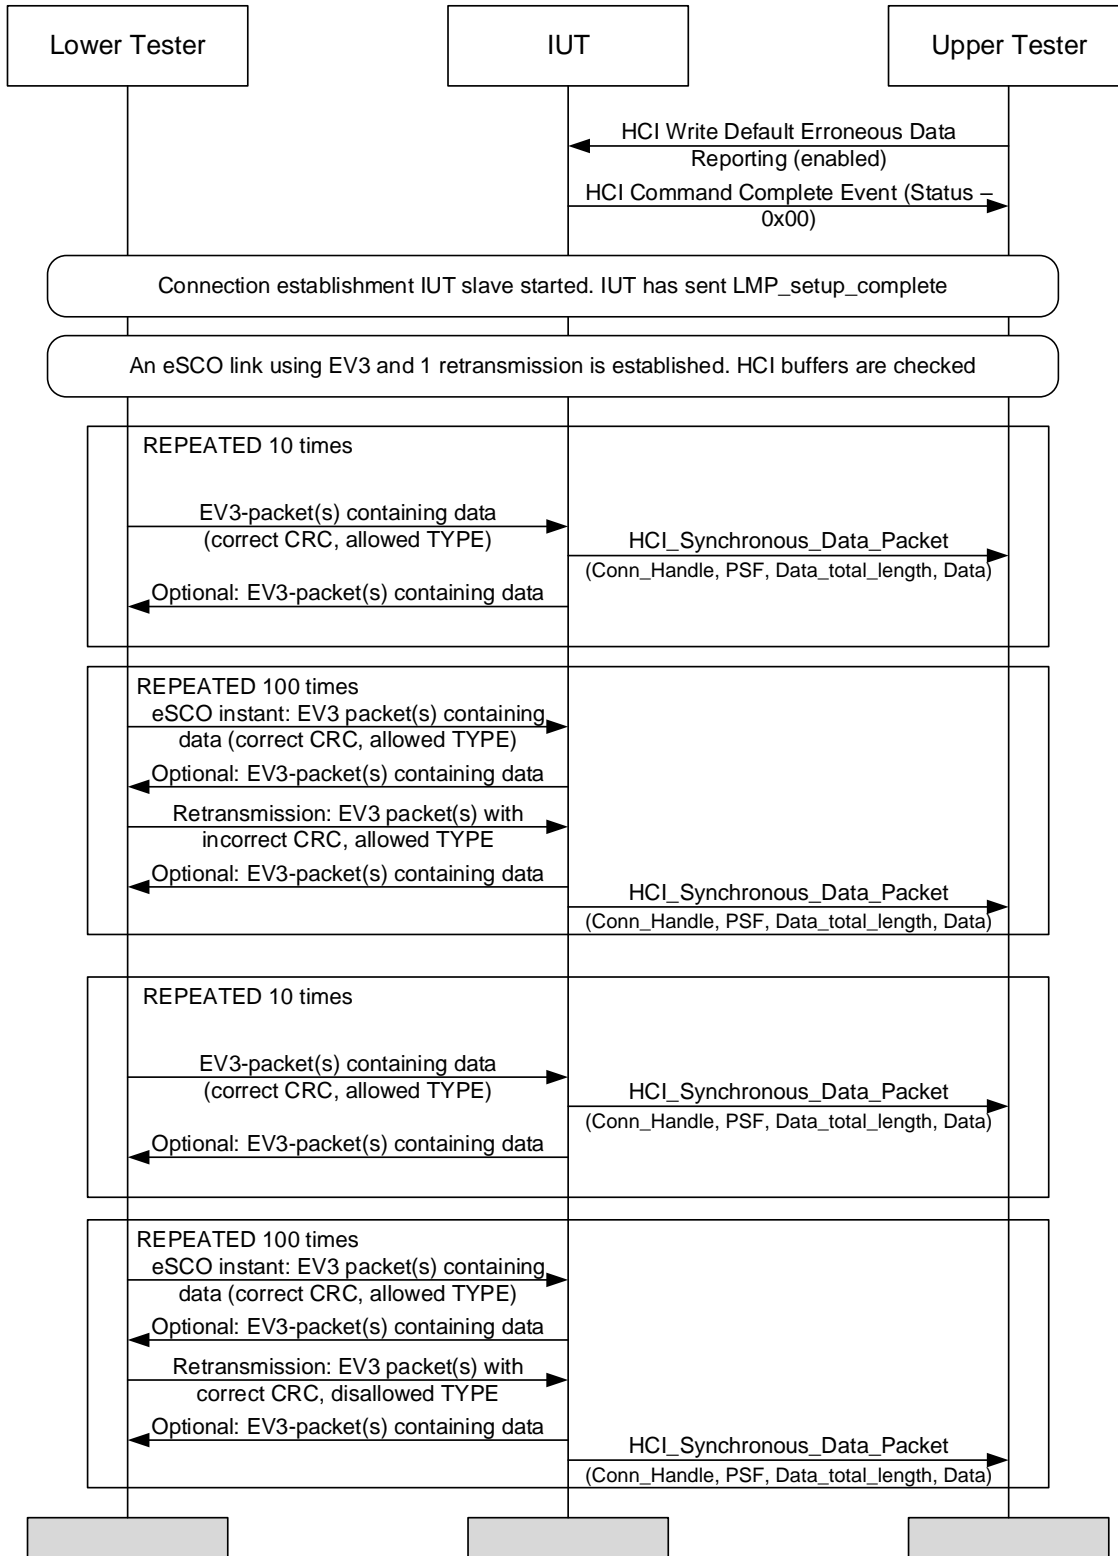 Lower Tester
IUT
Upper Tester
HCI Write Default Erroneous Data
Reporting (enabled)
HCI Command Complete Event (Status –
0x00)
Connection establishment IUT slave started. IUT has sent LMP_setup_complete
An eSCO link using EV3 and 1 retransmission is established. HCI buffers are checked
REPEATED 10 times
EV3-packet(s) containing data
(correct CRC, allowed TYPE)
HCI_Synchronous_Data_Packet
(Conn_Handle, PSF, Data_total_length, Data)
Optional: EV3-packet(s) containing data
REPEATED 100 times
eSCO instant: EV3 packet(s) containing
data (correct CRC, allowed TYPE)
Optional: EV3-packet(s) containing data
Retransmission: EV3 packet(s) with
incorrect CRC, allowed TYPE
Optional: EV3-packet(s) containing data
HCI_Synchronous_Data_Packet
(Conn_Handle, PSF, Data_total_length, Data)
REPEATED 10 times
EV3-packet(s) containing data
(correct CRC, allowed TYPE)
HCI_Synchronous_Data_Packet
(Conn_Handle, PSF, Data_total_length, Data)
Optional: EV3-packet(s) containing data
REPEATED 100 times
eSCO instant: EV3 packet(s) containing
data (correct CRC, allowed TYPE)
Optional: EV3-packet(s) containing data
Retransmission: EV3 packet(s) with
correct CRC, disallowed TYPE
Optional: EV3-packet(s) containing data
HCI_Synchronous_Data_Packet
(Conn_Handle, PSF, Data_total_length, Data)